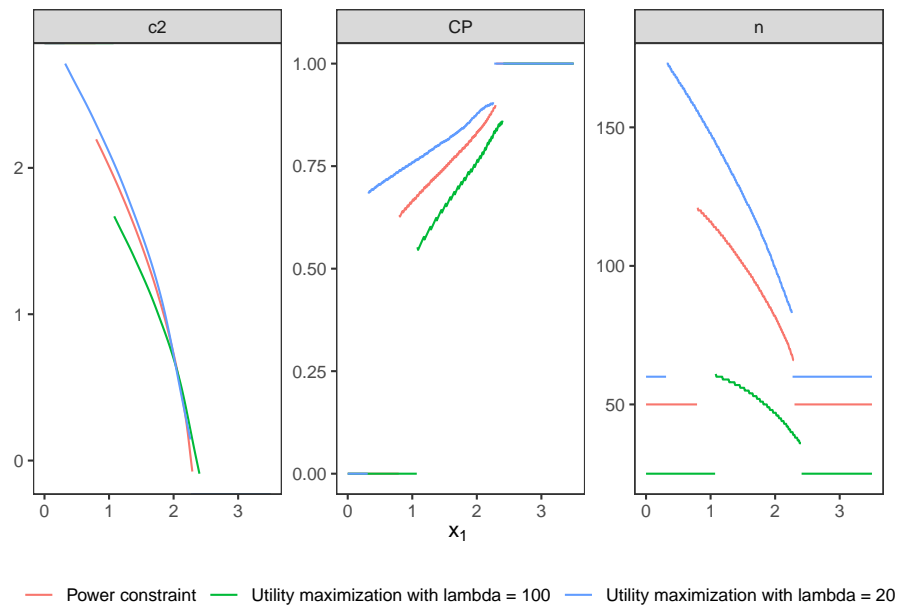 c2
CP
n
2
1
0
1.00
0.75
0.50
0.25
0.00
150
100
50
0 1 2 3
0 1 2 3
0 1 2 3
x1
Power constraint
Utility maximization with lambda = 100
Utility maximization with lambda = 20